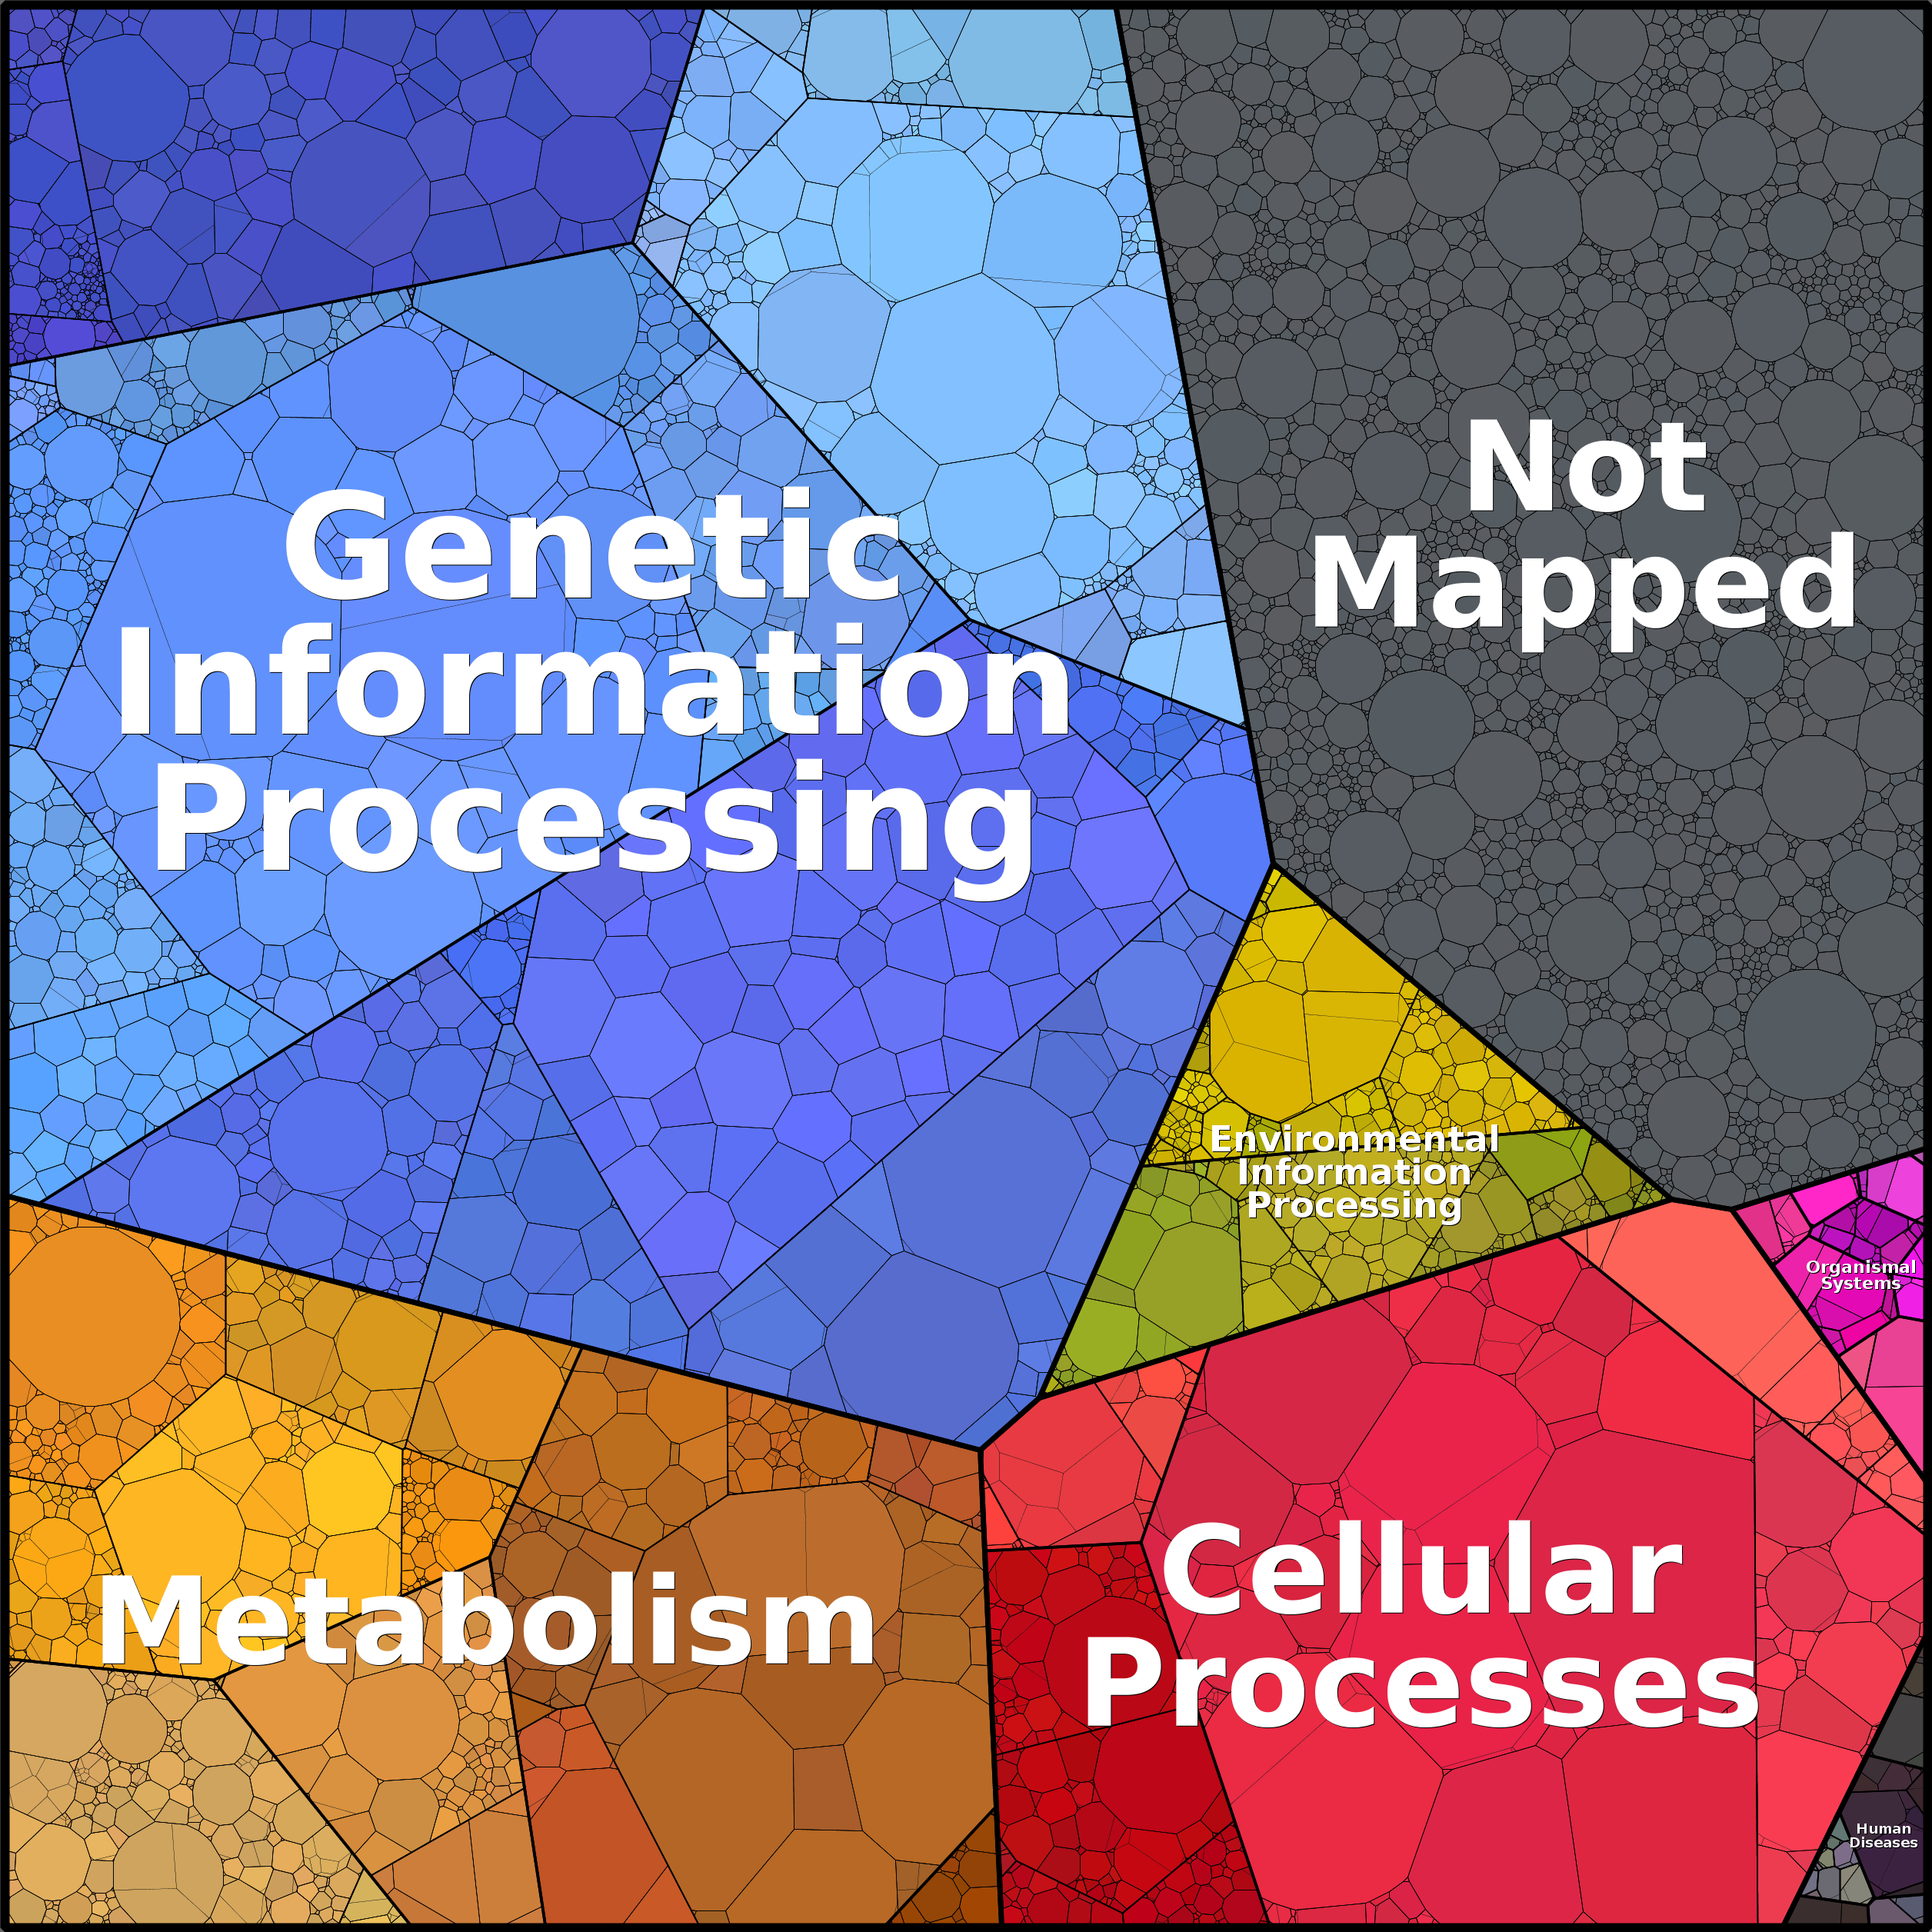 Genetic
Information
Processing
Not
Mapped
Environmental
Information
Processing
Organismal
Systems
Metabolism
Cellular
Processes
Human
Diseases